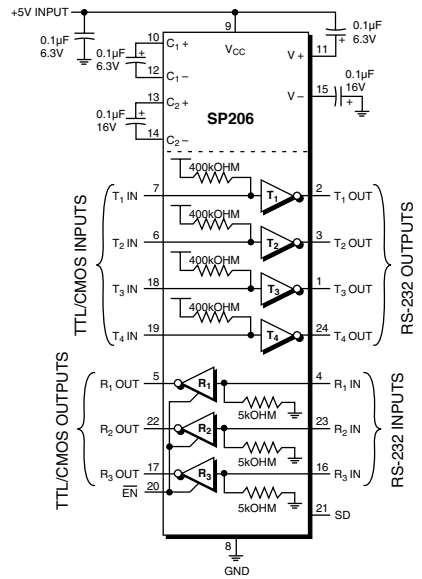 +5V INPUT
0.1µF
6.3V
9
VCC
0.1µF
6.3V
10
C1+
0.1µF
6.3V
12
C1−
V+
11
13
C2+
0.1µF
16V
14
C2−
V−
15
0.1µF
16V
SP206
400kOHM
T1 IN
7
T1
2
T1 OUT
400kOHM
T2 IN
6
T2
3
T2 OUT
400kOHM
T3 IN
18
T3
1
T3 OUT
400kOHM
T4 IN
19
T4
24
T4 OUT
TTL/CMOS INPUTS
RS-232 OUTPUTS
R1 OUT
5
R1
4
R1 IN
5kOHM
R2 OUT
22
R2
23
R2 IN
5kOHM
R3 OUT
17
R3
16
R3 IN
5kOHM
EN
20
21
SD
TTL/CMOS OUTPUTS
RS-232 INPUTS
8
GND